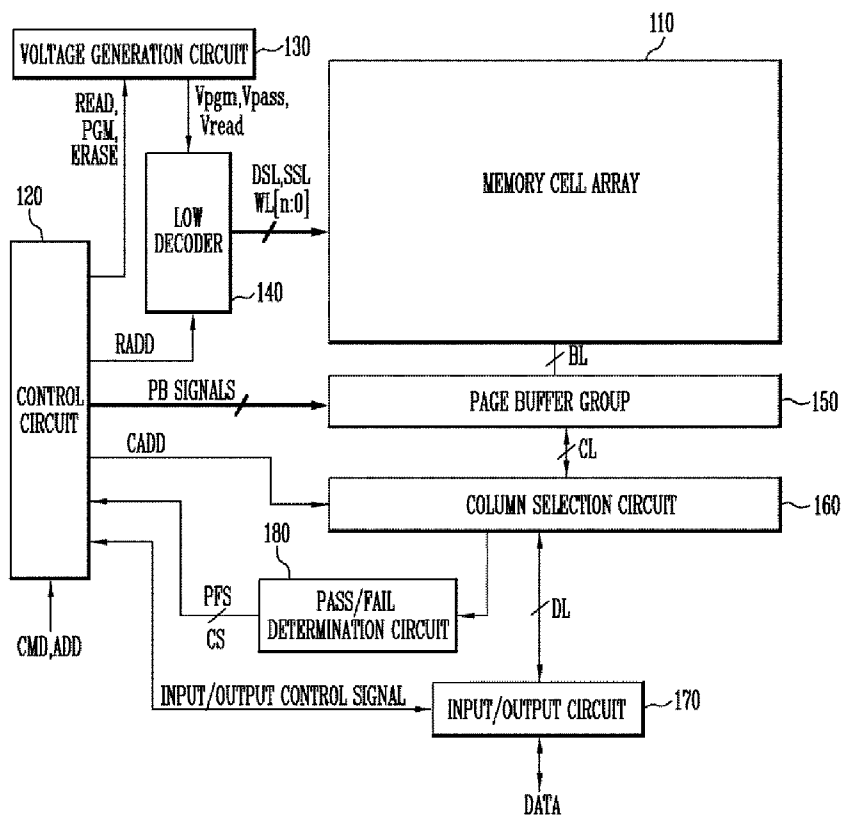 VOLTAGE GENERATION CIRCUIT
130
110
READ,
PGM,
ERASE
Vpgm,Vpass,
Vread
MEMORY CELL ARRAY
120
LOW
DECODER
DSL,SSL
WL[n:0]
140
RADD
BL
CONTROL
CIRCUIT
PB SIGNALS
PAGE BUFFER GROUP
150
CADD
CL
COLUMN SELECTION CIRCUIT
160
180
PFS
CS
PASS/FAIL
DETERMINATION CIRCUIT
DL
CMD,ADD
INPUT/OUTPUT CONTROL SIGNAL
INPUT/OUTPUT CIRCUIT
170
DATA